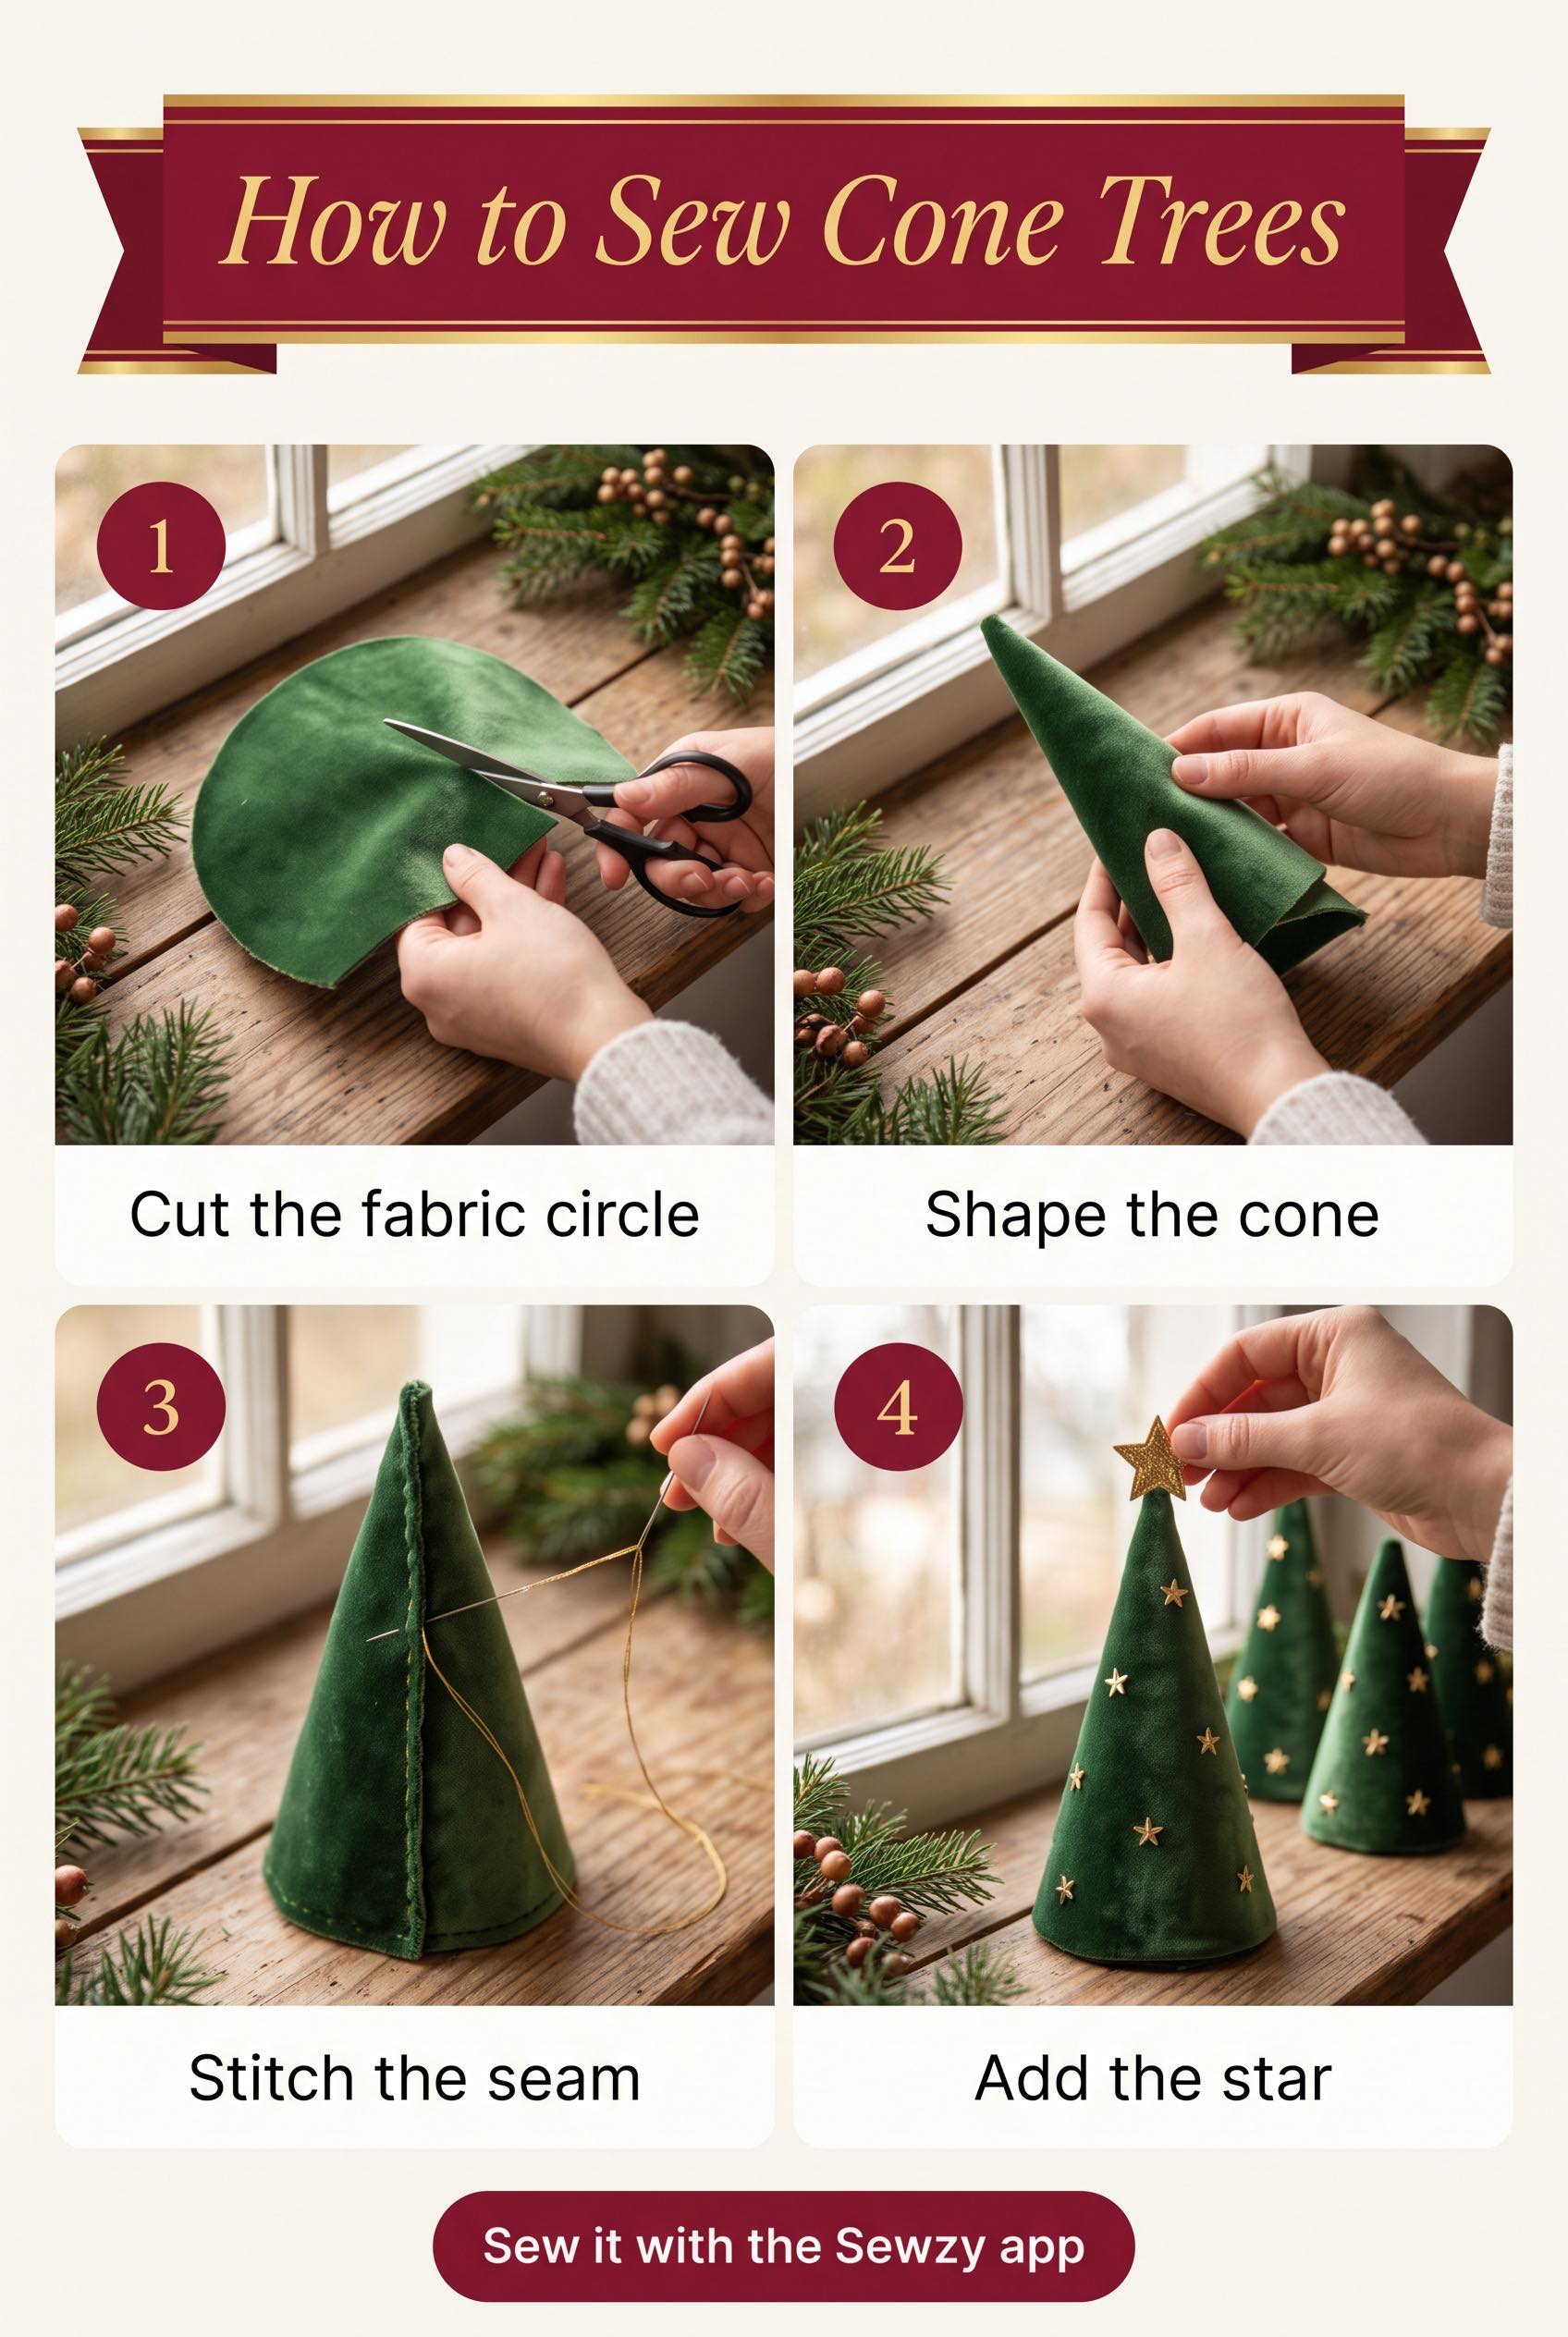 How to Sew Cone Trees
1
2
Cut the fabric circle
Shape the cone
3
4
Stitch the seam
Add the star
Sew it with the Sewzy app